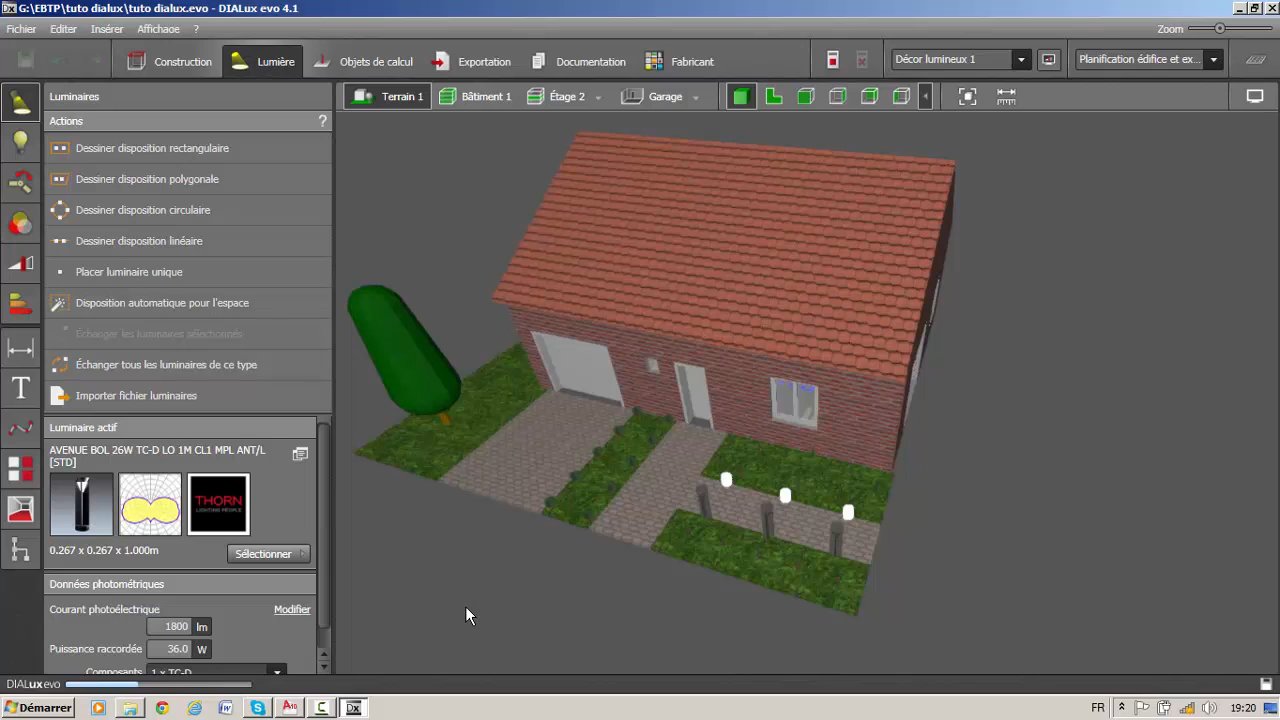 G:\EBTP\tuto dialux\tuto dialux.evo - DIALux evo 4.1
Fichier Editer Insérer Affichage ?
Zoom
Construction Lumière Objets de calcul Exportation Documentation Fabricant
Décor lumineux 1
Planification édifice et ex...
Luminaires
Terrain 1 Bâtiment 1 Étage 2 Garage
Actions ?
Dessiner disposition rectangulaire
Dessiner disposition polygonale
Dessiner disposition circulaire
Dessiner disposition linéaire
Placer luminaire unique
Disposition automatique pour l'espace
Échanger les luminaires sélectionnés
Échanger tous les luminaires de ce type
Importer fichier luminaires
T
Luminaire actif
AVENUE BOL 26W TC-D LO 1M CL1 MPL ANT/L
[STD]
THORN
LIGHTING PEOPLE
0.267 x 0.267 x 1.000m
Sélectionner
Données photométriques
Courant photoélectrique Modifier
1800 lm
Puissance raccordée 36.0 W
Composants 1 x TC-D
DIALux evo
Démarrer
FR
19:20